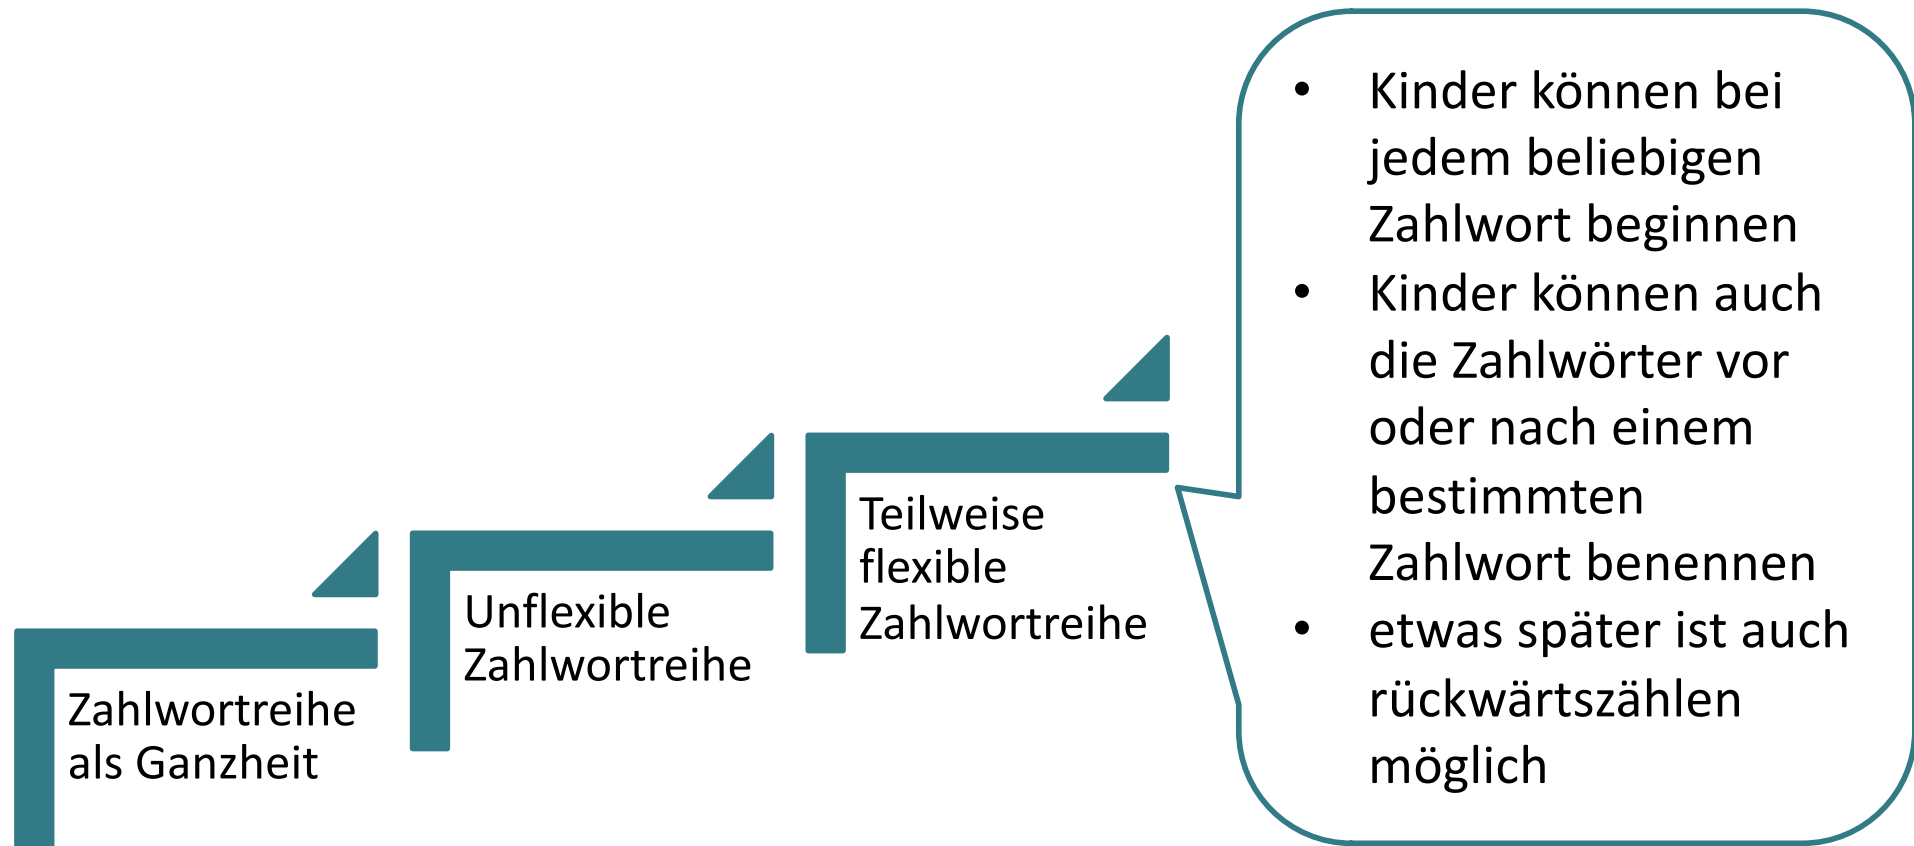 Zahlwortreihe
als Ganzheit
Unflexible
Zahlwortreihe
Teilweise
flexible
Zahlwortreihe
• Kinder können bei
jedem beliebigen
Zahlwort beginnen
• Kinder können auch
die Zahlwörter vor
oder nach einem
bestimmten
Zahlwort benennen
• etwas später ist auch
rückwärtszählen
möglich